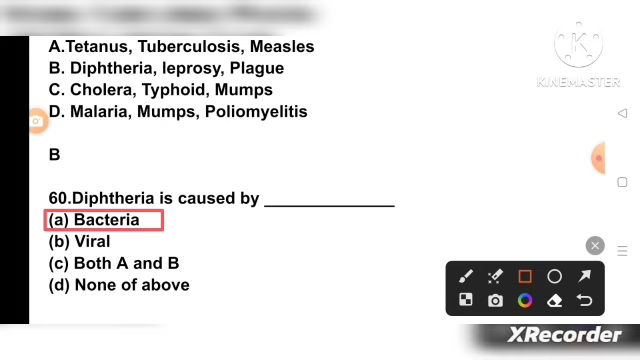 A.Tetanus, Tuberculosis, Measles
B. Diphtheria, leprosy, Plague
C. Cholera, Typhoid, Mumps
D. Malaria, Mumps, Poliomyelitis
B
60.Diphtheria is caused by ______________
(a) Bacteria
(b) Viral
(c) Both A and B
(d) None of above
KINEMASTER
XRecorder